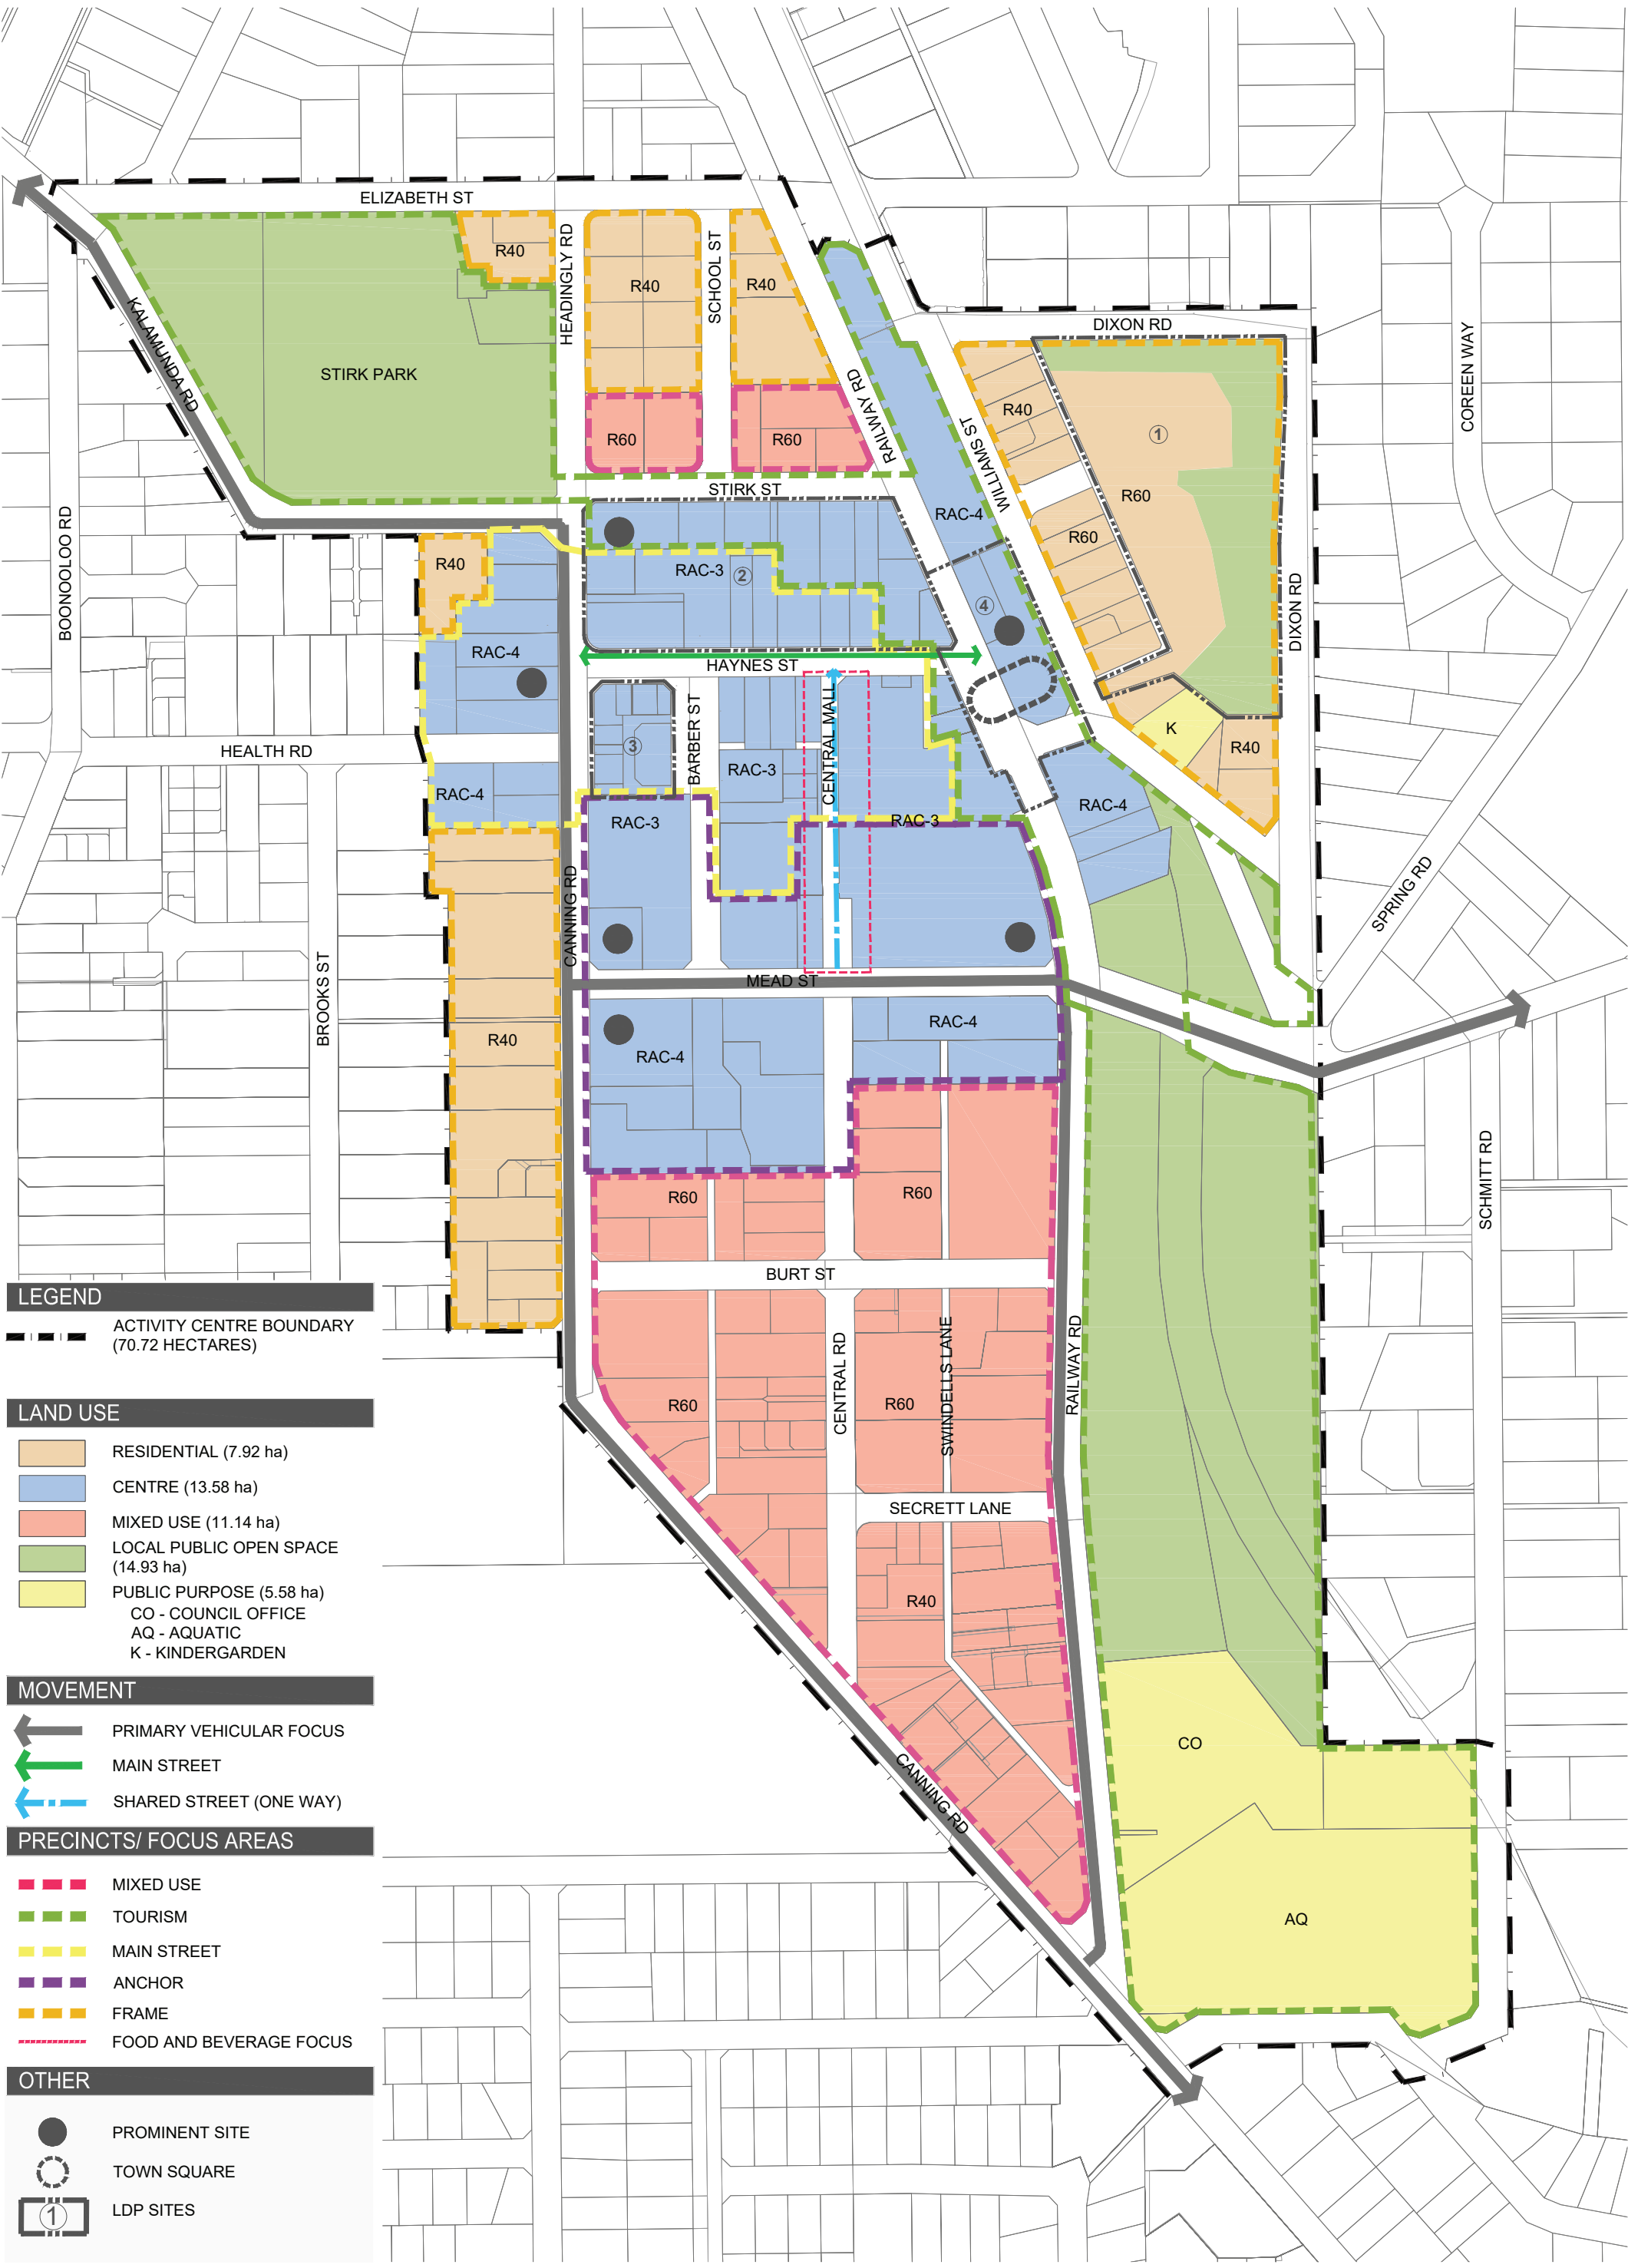 ELIZABETH ST
HEADINGLY RD
SCHOOL ST
R40
R40
R40
KALAMUNDA RD
STIRK PARK
RAILWAY RD
WILLIAMS ST
DIXON RD
COREEN WAY
R40
1
R60
R60
R60
R60
STIRK ST
RAC-4
BOONOOLOO RD
R40
RAC-3
2
4
DIXON RD
RAC-4
HAYNES ST
HEALTH RD
3
BARBER ST
RAC-3
CENTRAL MALL
K
R40
RAC-4
RAC-3
RAC-3
RAC-4
SPRING RD
CANNING RD
BROOKS ST
MEAD ST
R40
RAC-4
RAC-4
SCHMITT RD
R60
R60
BURT ST
R60
CENTRAL RD
R60
SWINDELLS LANE
RAILWAY RD
SECRETT LANE
R40
CO
CANNING RD
AQ
LEGEND
ACTIVITY CENTRE BOUNDARY
(70.72 HECTARES)
LAND USE
RESIDENTIAL (7.92 ha)
CENTRE (13.58 ha)
MIXED USE (11.14 ha)
LOCAL PUBLIC OPEN SPACE
(14.93 ha)
PUBLIC PURPOSE (5.58 ha)
CO - COUNCIL OFFICE
AQ - AQUATIC
K - KINDERGARDEN
MOVEMENT
PRIMARY VEHICULAR FOCUS
MAIN STREET
SHARED STREET (ONE WAY)
PRECINCTS/ FOCUS AREAS
MIXED USE
TOURISM
MAIN STREET
ANCHOR
FRAME
FOOD AND BEVERAGE FOCUS
OTHER
PROMINENT SITE
TOWN SQUARE
1
LDP SITES